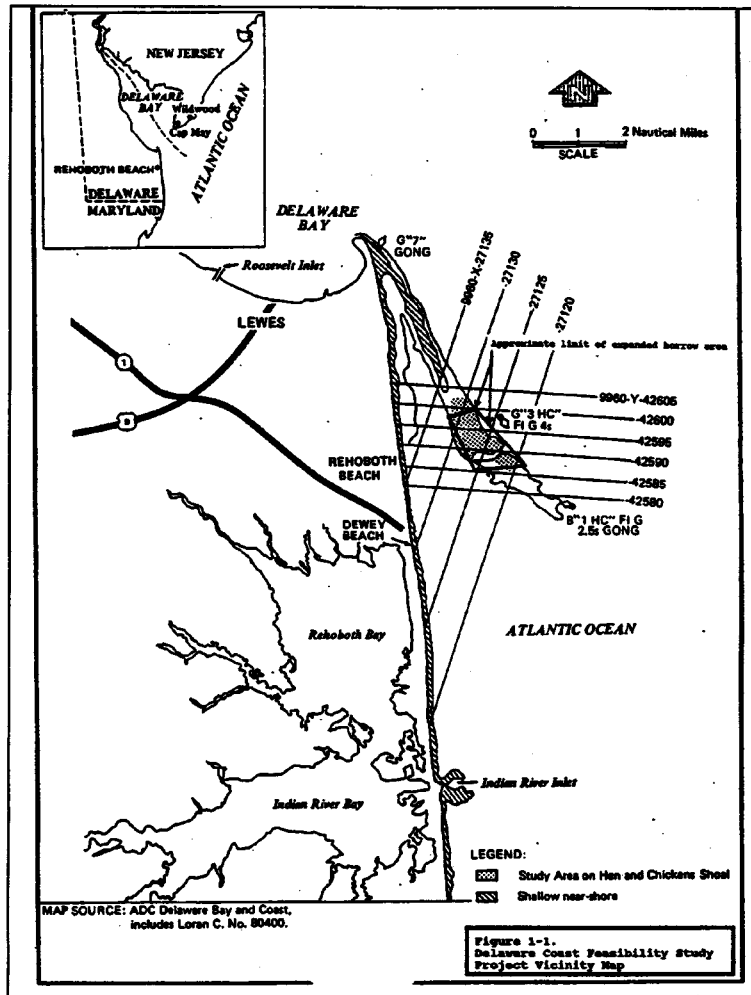 NEW JERSEY
DELAWARE
BAY
Wildwood
Cap May
ATLANTIC OCEAN
REHOBOTH BEACH
DELAWARE
MARYLAND
N
0 1 2 Nautical Miles
SCALE
DELAWARE
BAY
G"7"
GONG
Roosevelt Inlet
LEWES
9960-X-27135
-27130
-27125
-27120
Approximate limit of expanded borrow area
1
9
9960-Y-42605
-42600
G"3 HC"
Fl G 4s
-42595
-42590
-42585
-42580
REHOBOTH
BEACH
B"1 HC" Fl G
2.5s GONG
DEWEY
BEACH
Rehoboth Bay
ATLANTIC OCEAN
Indian River Inlet
Indian River Bay
LEGEND:
Study Area on Hen and Chickens Shoal
Shallow near-shore
MAP SOURCE: ADC Delaware Bay and Coast,
includes Loran C. No. 80400.
Figure 1-1.
Delaware Coast Feasibility Study
Project Vicinity Map